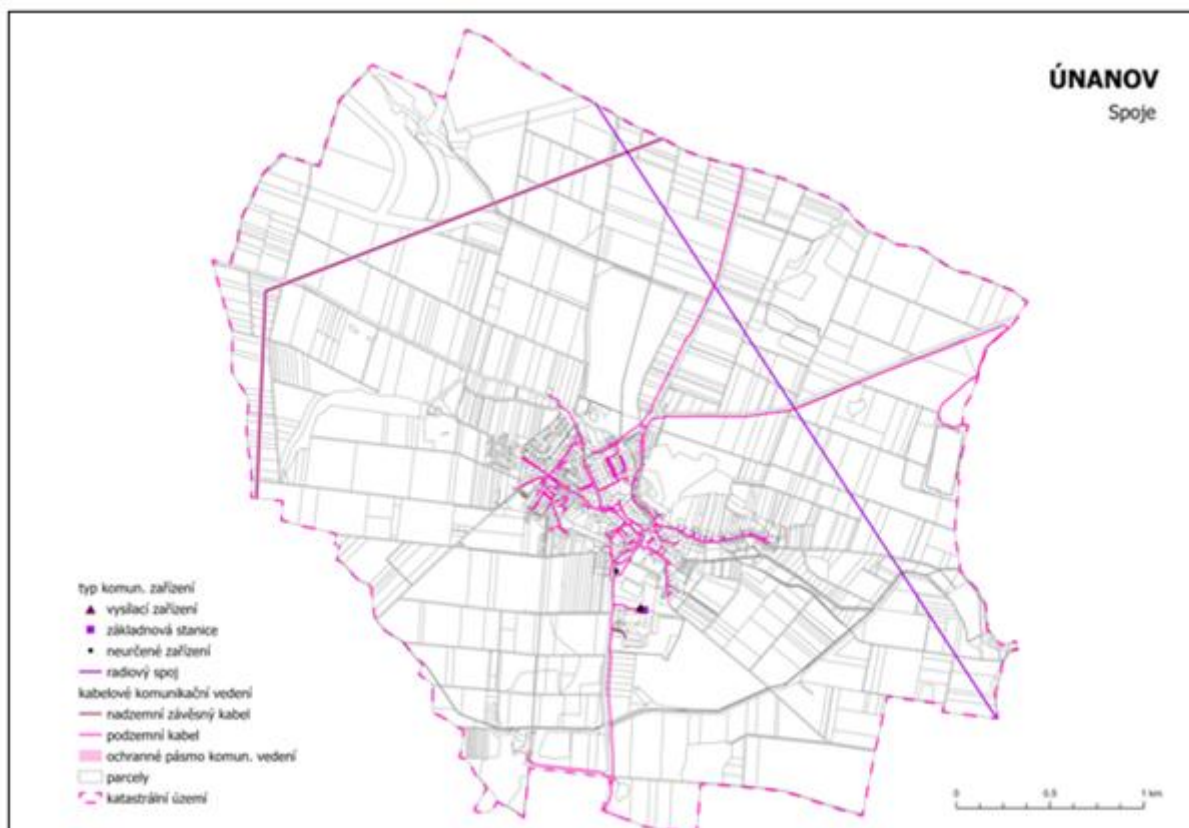 ÚNANOV
Spoje
typ komun. zařízení
vysílací zařízení
základnová stanice
neurčené zařízení
radiový spoj
kabelové komunikační vedení
nadzemní závěsný kabel
podzemní kabel
ochranné pásmo komun. vedení
parcely
katastrální území
0 0.5 1 km